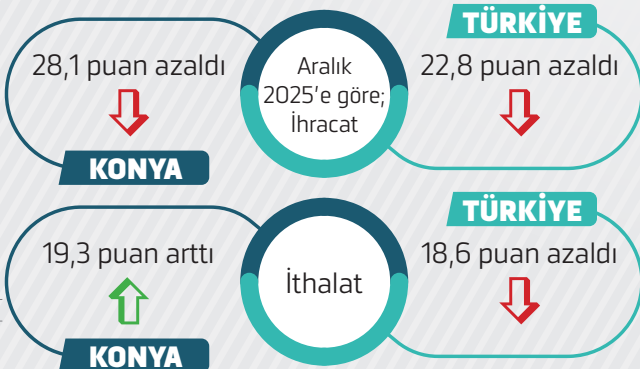 28,1 puan azaldı
KONYA
Aralık
2025'e göre;
İhracat
TÜRKİYE
22,8 puan azaldı
19,3 puan arttı
KONYA
İthalat
TÜRKİYE
18,6 puan azaldı